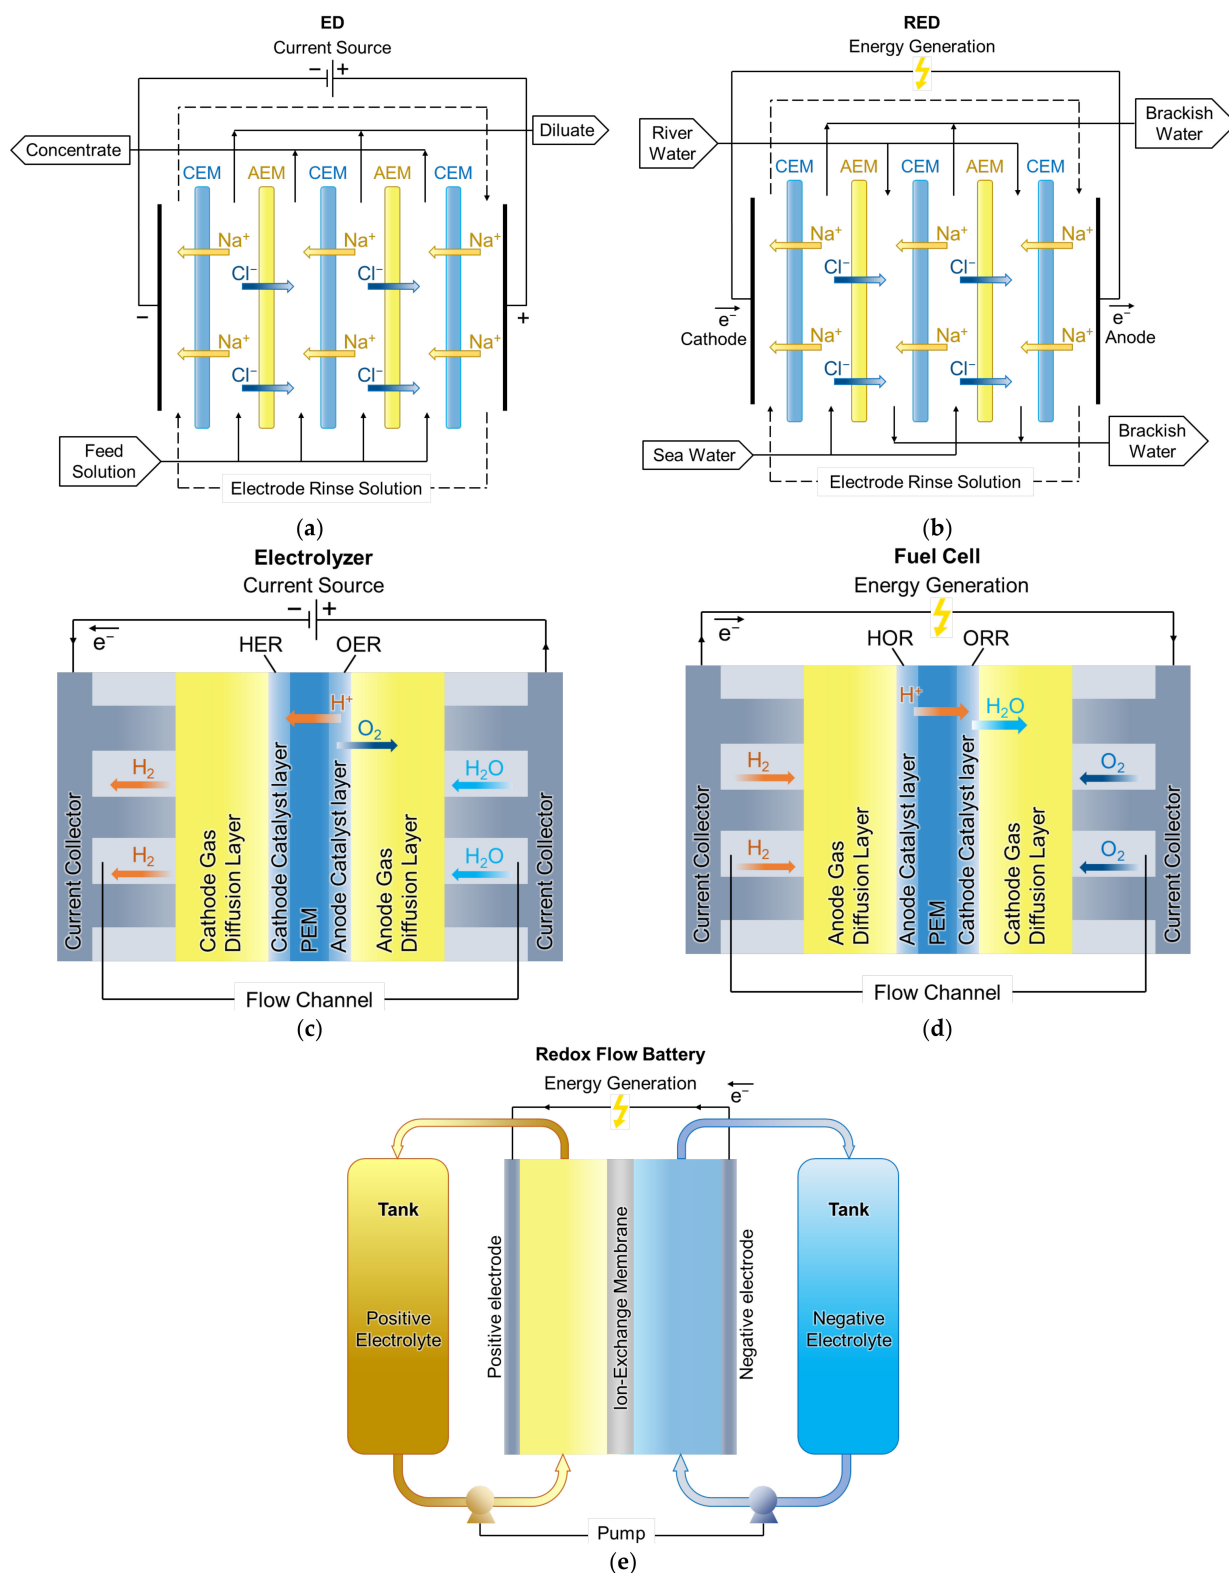 ED
Current Source
− +
Diluate
Concentrate
CEM AEM CEM AEM CEM
Na⁺ Na⁺ Na⁺
Cl⁻ Cl⁻
− +
Na⁺ Na⁺ Na⁺
Cl⁻ Cl⁻
Feed
Solution
Electrode Rinse Solution
(a)
RED
Energy Generation
River
Water
Brackish
Water
CEM AEM CEM AEM CEM
Na⁺ Na⁺ Na⁺
Cl⁻ Cl⁻
e⁻ e⁻
Cathode Anode
Na⁺ Na⁺ Na⁺
Cl⁻ Cl⁻
Sea Water
Brackish
Water
Electrode Rinse Solution
(b)
Electrolyzer
Current Source
− +
e⁻
HER OER
H⁺
O₂
H₂ H₂O
H₂ H₂O
Current Collector
Cathode Gas
Diffusion Layer
Cathode Catalyst layer
PEM
Anode Catalyst layer
Anode Gas
Diffusion Layer
Current Collector
Flow Channel
(c)
Fuel Cell
Energy Generation
e⁻
HOR ORR
H⁺
H₂O
H₂ O₂
H₂ O₂
Current Collector
Anode Gas
Diffusion Layer
Anode Catalyst layer
PEM
Cathode Catalyst layer
Cathode Gas
Diffusion Layer
Current Collector
Flow Channel
(d)
Redox Flow Battery
Energy Generation
e⁻
Tank
Positive
Electrolyte
Positive electrode
Ion-Exchange Membrane
Negative electrode
Tank
Negative
Electrolyte
Pump
(e)